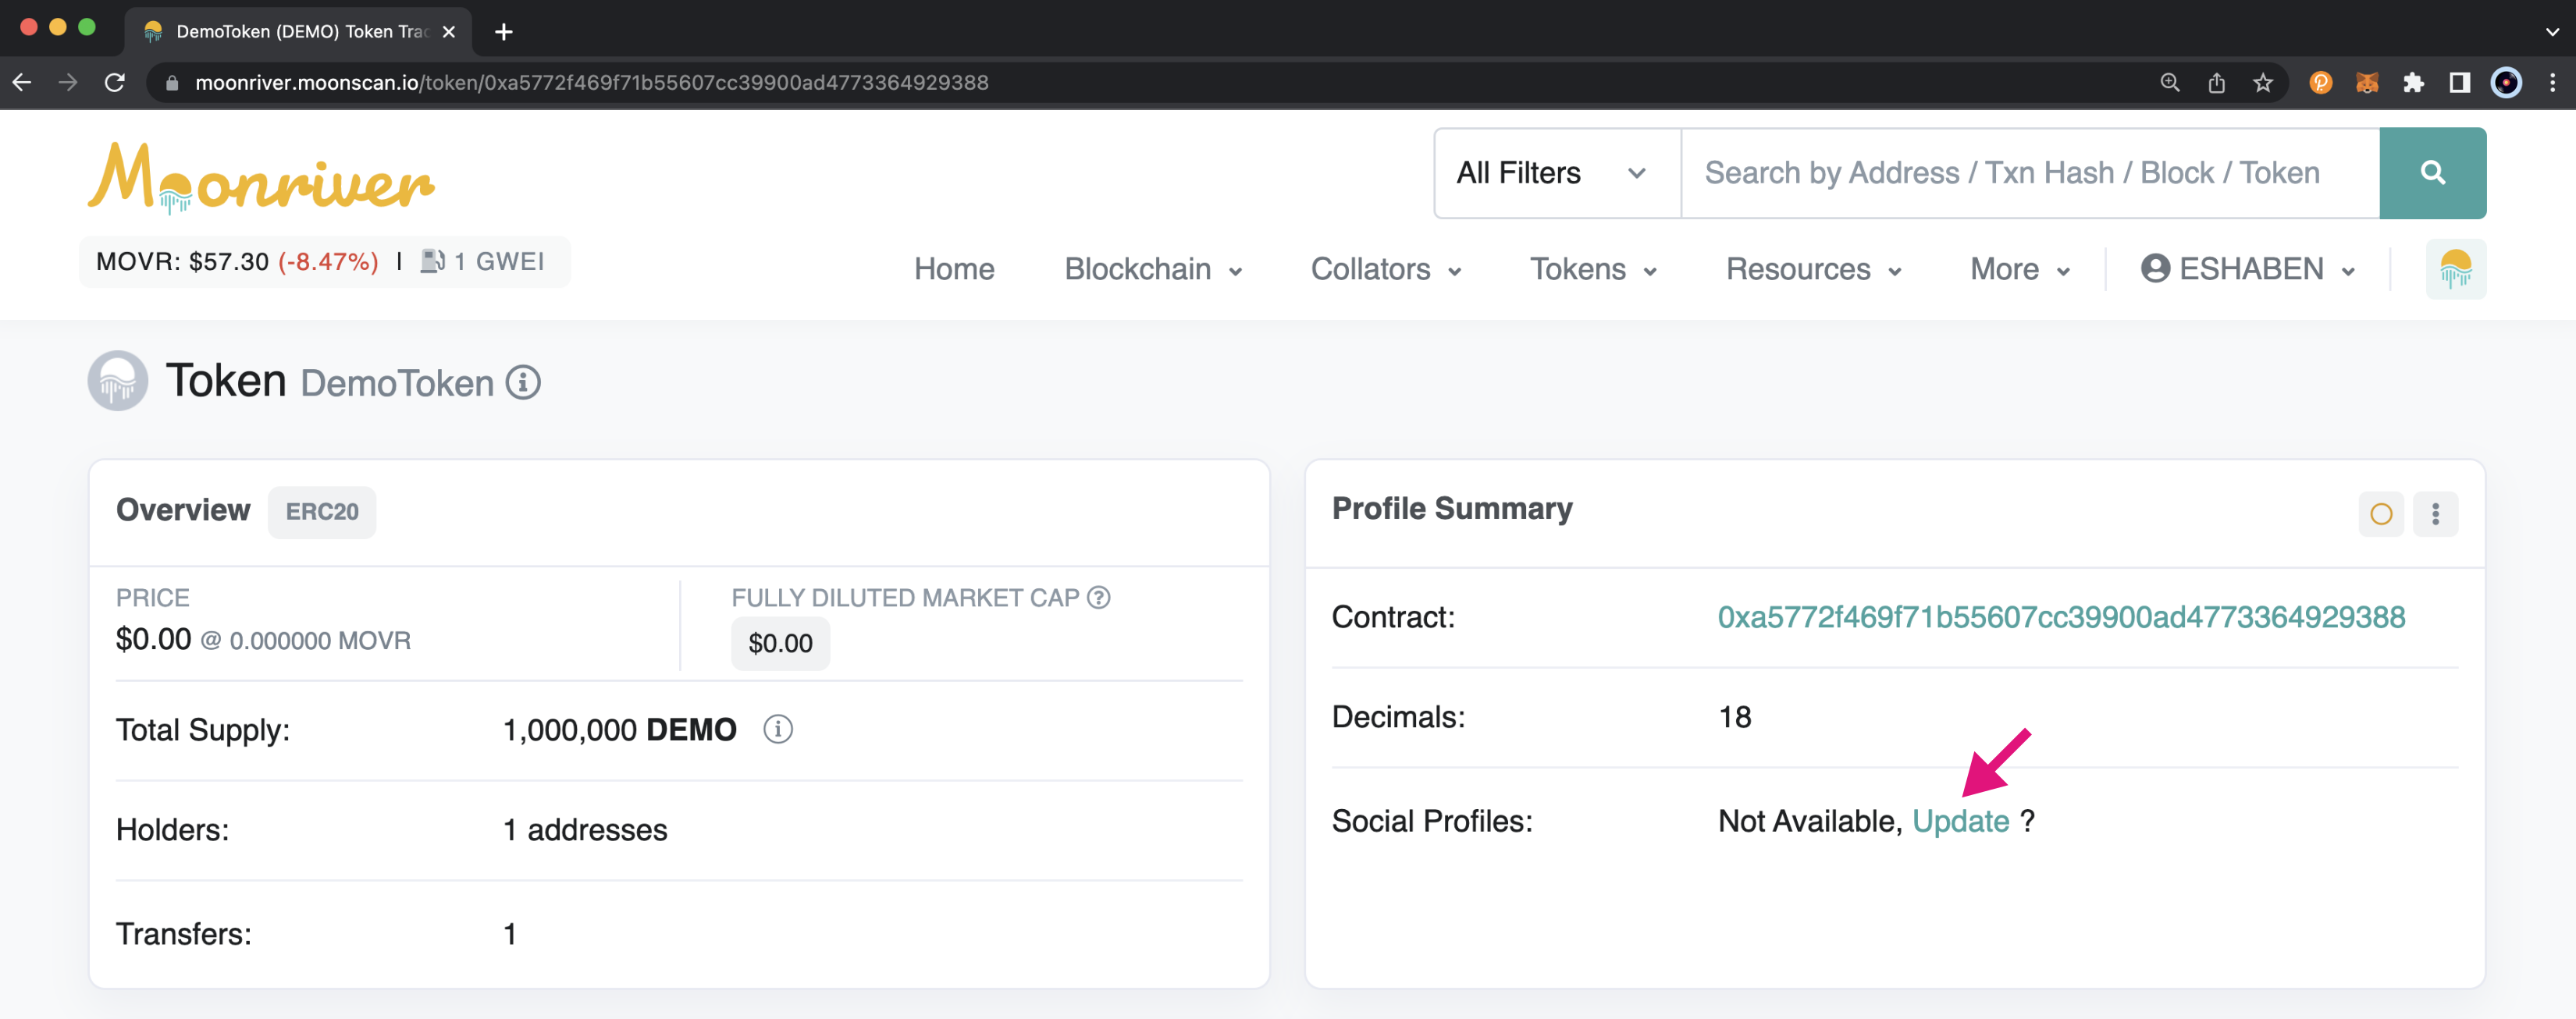 DemoToken (DEMO) Token Trac
moonriver.moonscan.io/token/0xa5772f469f71b55607cc39900ad4773364929388
Moonriver
All Filters
Search by Address / Txn Hash / Block / Token
MOVR: $57.30 (-8.47%) | 1 GWEI
Home Blockchain Collators Tokens Resources More ESHABEN
Token DemoToken
Overview ERC20
PRICE
$0.00 @ 0.000000 MOVR
FULLY DILUTED MARKET CAP
$0.00
Total Supply: 1,000,000 DEMO
Holders: 1 addresses
Transfers: 1
Profile Summary
Contract: 0xa5772f469f71b55607cc39900ad4773364929388
Decimals: 18
Social Profiles: Not Available, Update ?